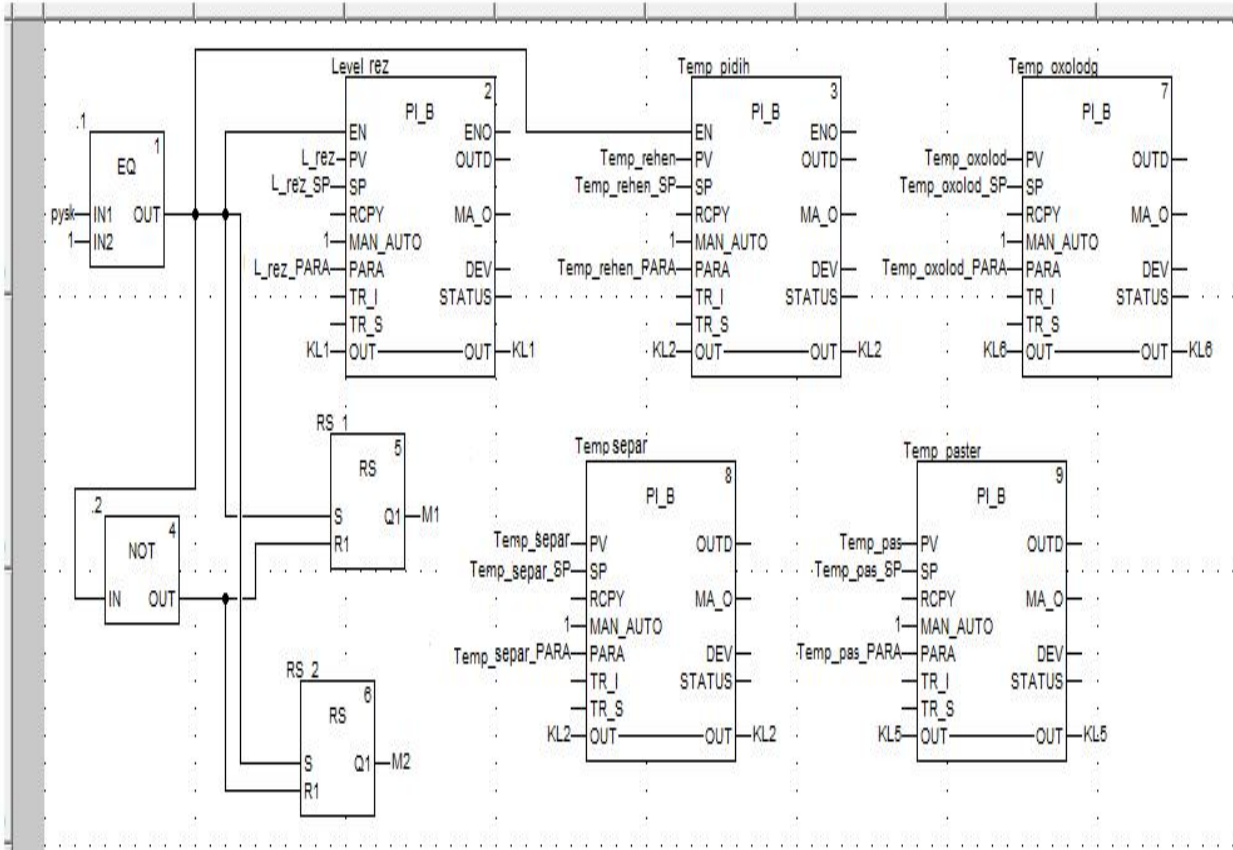 Level rez
2
PI_B
EN
ENO
L_rez
PV
OUTD
L_rez_SP
SP
RCPY
MA_O
1
MAN_AUTO
L_rez_PARA
PARA
DEV
TR_I
STATUS
TR_S
KL1
OUT
OUT
KL1
Temp_pidih
3
PI_B
EN
ENO
Temp_rehen
PV
OUTD
Temp_rehen_SP
SP
RCPY
MA_O
1
MAN_AUTO
Temp_rehen_PARA
PARA
DEV
TR_I
STATUS
TR_S
KL2
OUT
OUT
KL2
Temp_oxolodg
7
PI_B
Temp_oxolod
PV
OUTD
Temp_oxolod_SP
SP
RCPY
MA_O
1
MAN_AUTO
Temp_oxolod_PARA
PARA
DEV
TR_I
STATUS
TR_S
KL6
OUT
OUT
KL6
.1
1
EQ
pysk
IN1
OUT
1
IN2
RS_1
5
RS
S
Q1
M1
R1
.2
4
NOT
IN
OUT
RS_2
6
RS
S
Q1
M2
R1
Temp separ
8
PI_B
Temp_separ
PV
OUTD
Temp_separ_SP
SP
RCPY
MA_O
1
MAN_AUTO
Temp_separ_PARA
PARA
DEV
TR_I
STATUS
TR_S
KL2
OUT
OUT
KL2
Temp_paster
9
PI_B
Temp_pas
PV
OUTD
Temp_pas_SP
SP
RCPY
MA_O
1
MAN_AUTO
Temp_pas_PARA
PARA
DEV
TR_I
STATUS
TR_S
KL5
OUT
OUT
KL5